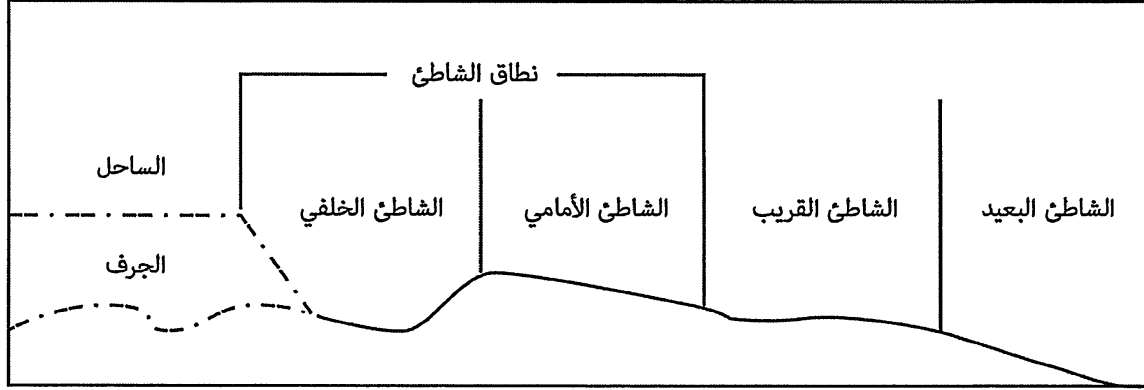 نطاق الشاطئ
الساحل
الشاطئ الخلفي
الشاطئ الأمامي
الشاطئ القريب
الشاطئ البعيد
الجرف